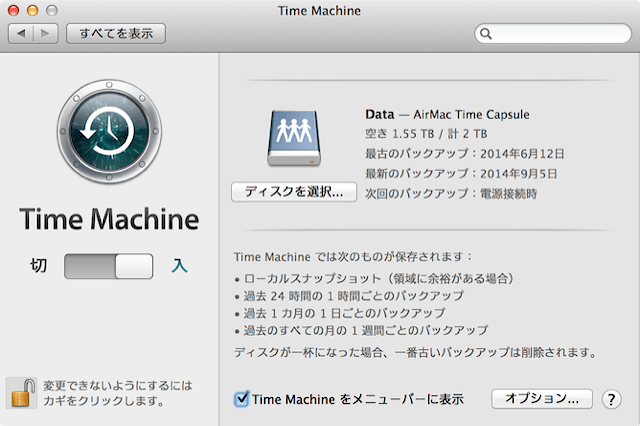 Time Machine
すべてを表示
Data — AirMac Time Capsule
空き 1.55 TB / 計 2 TB
最古のバックアップ：2014年6月12日
最新のバックアップ：2014年9月5日
次回のバックアップ：電源接続時
ディスクを選択...
Time Machine
切 入
Time Machine では次のものが保存されます：
• ローカルスナップショット（領域に余裕がある場合）
• 過去 24 時間の 1 時間ごとのバックアップ
• 過去 1 カ月の 1 日ごとのバックアップ
• 過去のすべての月の 1 週間ごとのバックアップ
ディスクが一杯になった場合、一番古いバックアップは削除されます。
変更できないようにするには
カギをクリックします。
Time Machine をメニューバーに表示
オプション...
?